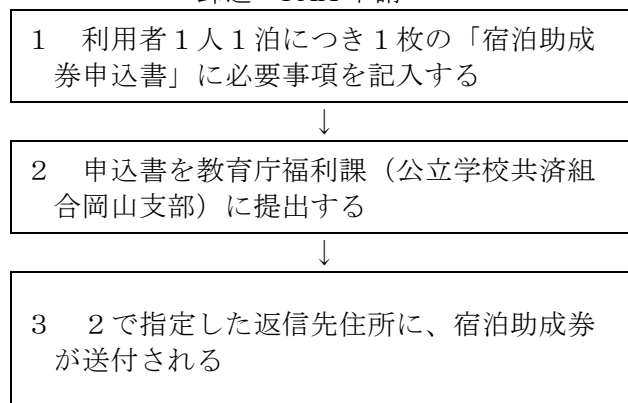 1　利用者1人1泊につき1枚の「宿泊助成
券申込書」に必要事項を記入する
↓
2　申込書を教育庁福利課（公立学校共済組
合岡山支部）に提出する
↓
3　2で指定した返信先住所に、宿泊助成券
が送付される